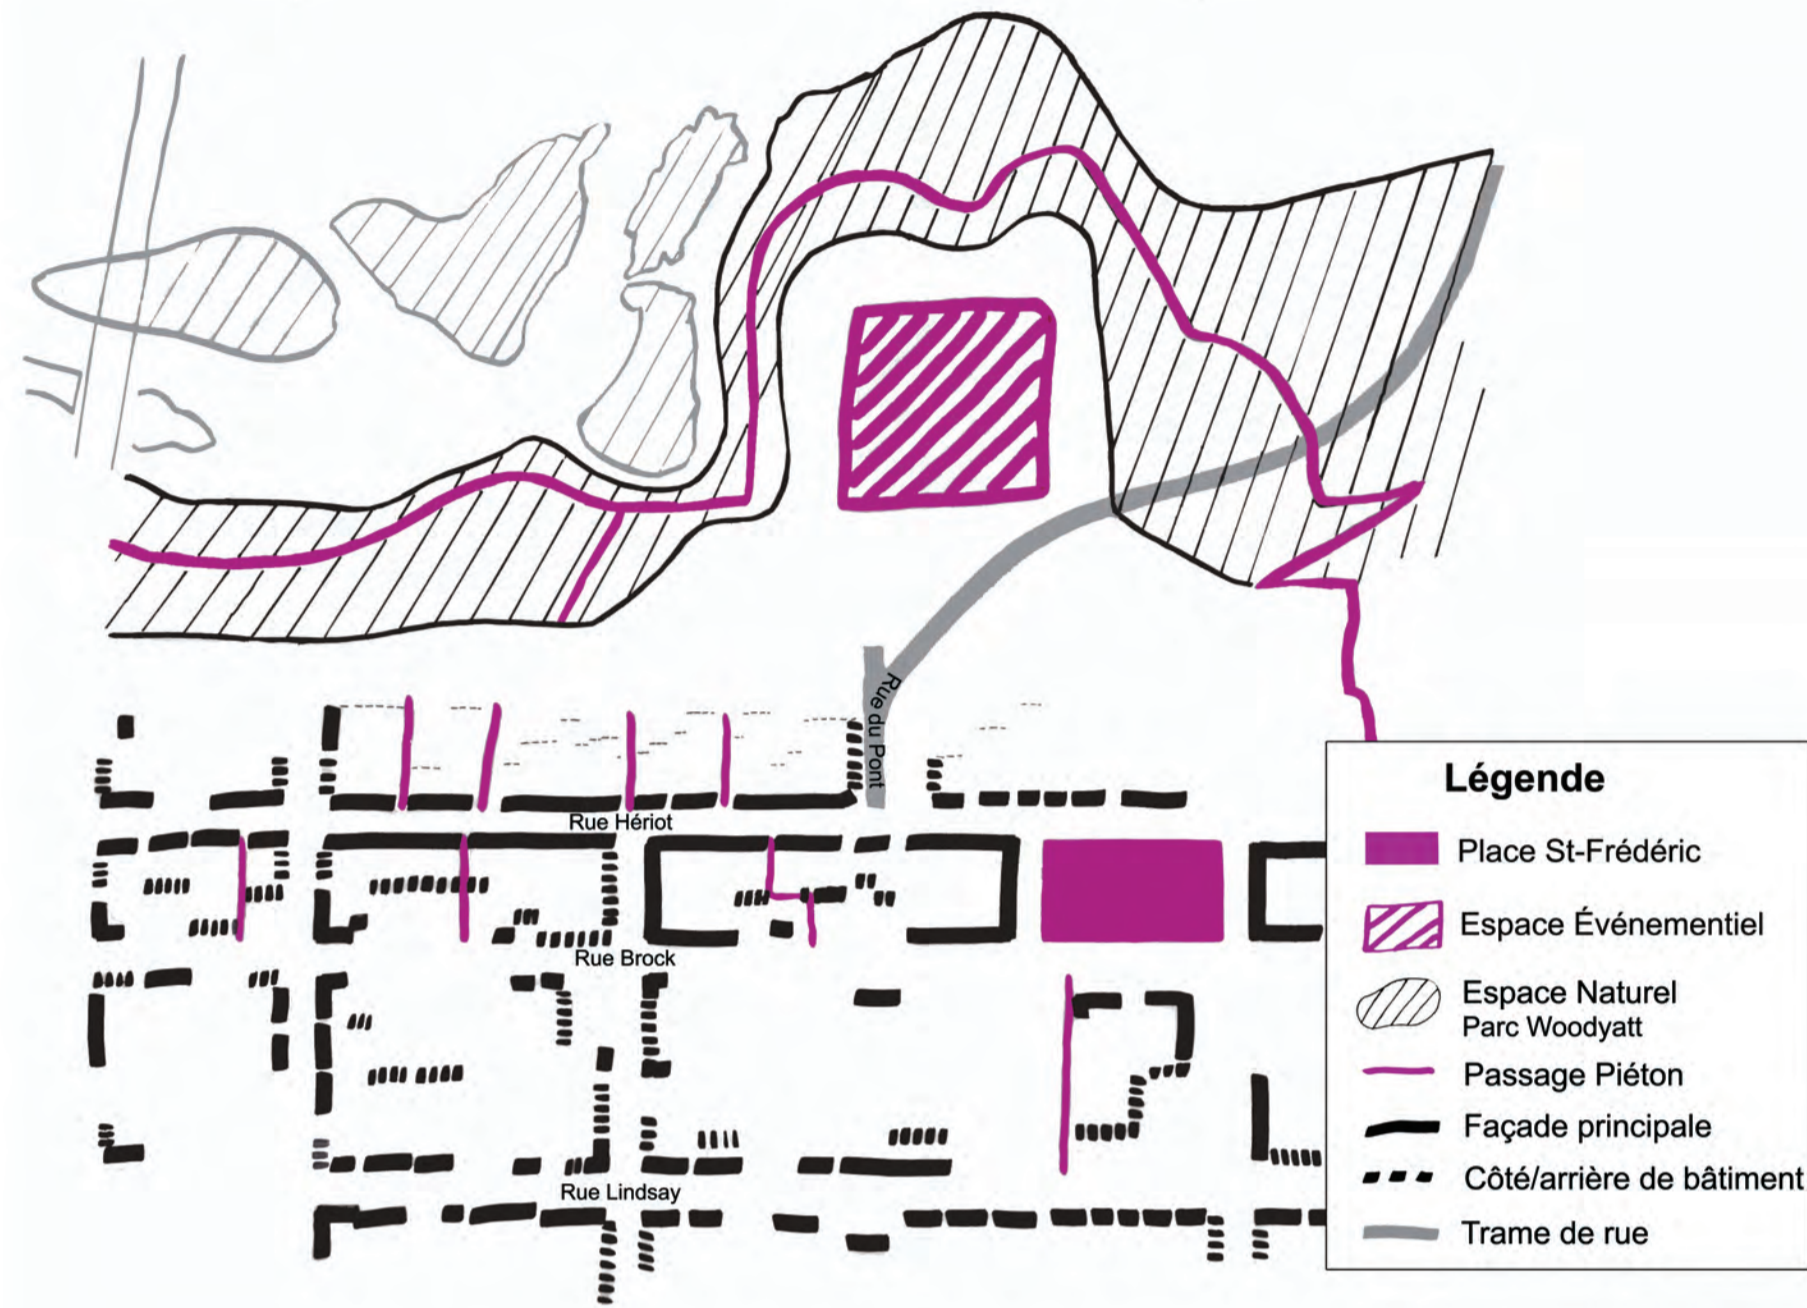 Rue du Pont
Rue Hériot
Rue Brock
Rue Lindsay
Légende
Place St-Frédéric
Espace Événementiel
Espace Naturel
Parc Woodyatt
Passage Piéton
Façade principale
Côté/arrière de bâtiment
Trame de rue